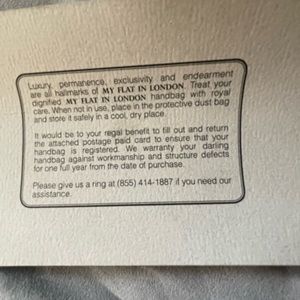 Luxury, permanence, exclusivity and endearment
are all hallmarks of MY FLAT IN LONDON. Treat your
dignified MY FLAT IN LONDON handbag with royal
care. When not in use, place in the protective dust bag
and store it safely in a cool, dry place.
It would be to your regal benefit to fill out and return
the attached postage paid card to ensure that your
handbag is registered. We warranty your darling
handbag against workmanship and structure defects
for one full year from the date of purchase.
Please give us a ring at (855) 414-1887 if you need our
assistance.